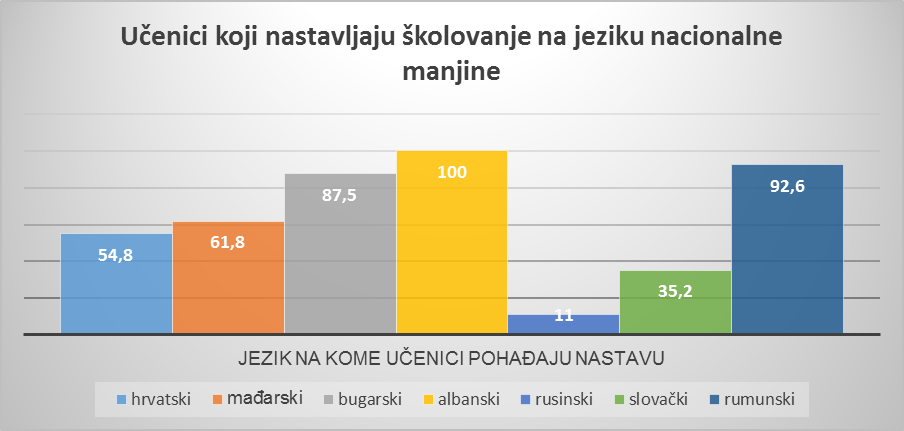 Učenici koji nastavljaju školovanje na jeziku nacionalne
manjine
54,8
61,8
87,5
100
11
35,2
92,6
JEZIK NA KOME UČENICI POHAĐAJU NASTAVU
hrvatski mađarski bugarski albanski rusinski slovački rumunski